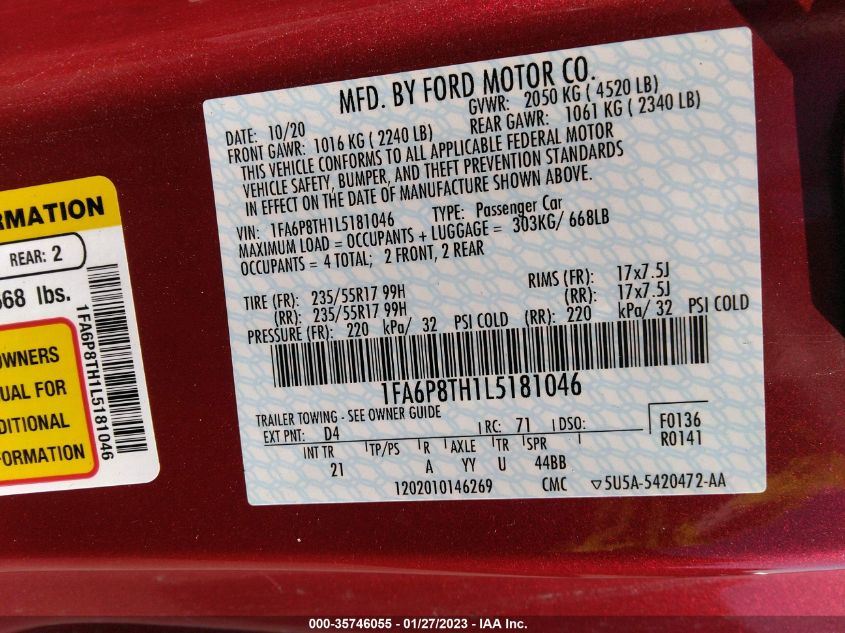 MFD. BY FORD MOTOR CO.
DATE: 10/20
GVWR: 2050 KG ( 4520 LB)
FRONT GAWR: 1016 KG ( 2240 LB)
REAR GAWR: 1061 KG ( 2340 LB)
THIS VEHICLE CONFORMS TO ALL APPLICABLE FEDERAL MOTOR
VEHICLE SAFETY, BUMPER, AND THEFT PREVENTION STANDARDS
IN EFFECT ON THE DATE OF MANUFACTURE SHOWN ABOVE.
VIN: 1FA6P8TH1L5181046 TYPE: Passenger Car
MAXIMUM LOAD = OCCUPANTS + LUGGAGE = 303KG/ 668LB
OCCUPANTS = 4 TOTAL; 2 FRONT, 2 REAR
TIRE (FR): 235/55R17 99H RIMS (FR): 17x7.5J
(RR): 235/55R17 99H (RR): 17x7.5J
PRESSURE (FR): 220 kPa/ 32 PSI COLD (RR): 220 kPa/ 32 PSI COLD
1FA6P8TH1L5181046
TRAILER TOWING - SEE OWNER GUIDE
EXT PNT: D4 RC: 71 DSO:
F0136
R0141
INT TR TP/PS R AXLE TR SPR
21 A YY U 44BB
1202010146269 CMC ▽5U5A-5420472-AA
RMATION
REAR: 2
668 lbs.
OWNERS
UAL FOR
DITIONAL
FORMATION
1FA6P8TH1L5181046
000-35746055 — 01/27/2023 — IAA Inc.